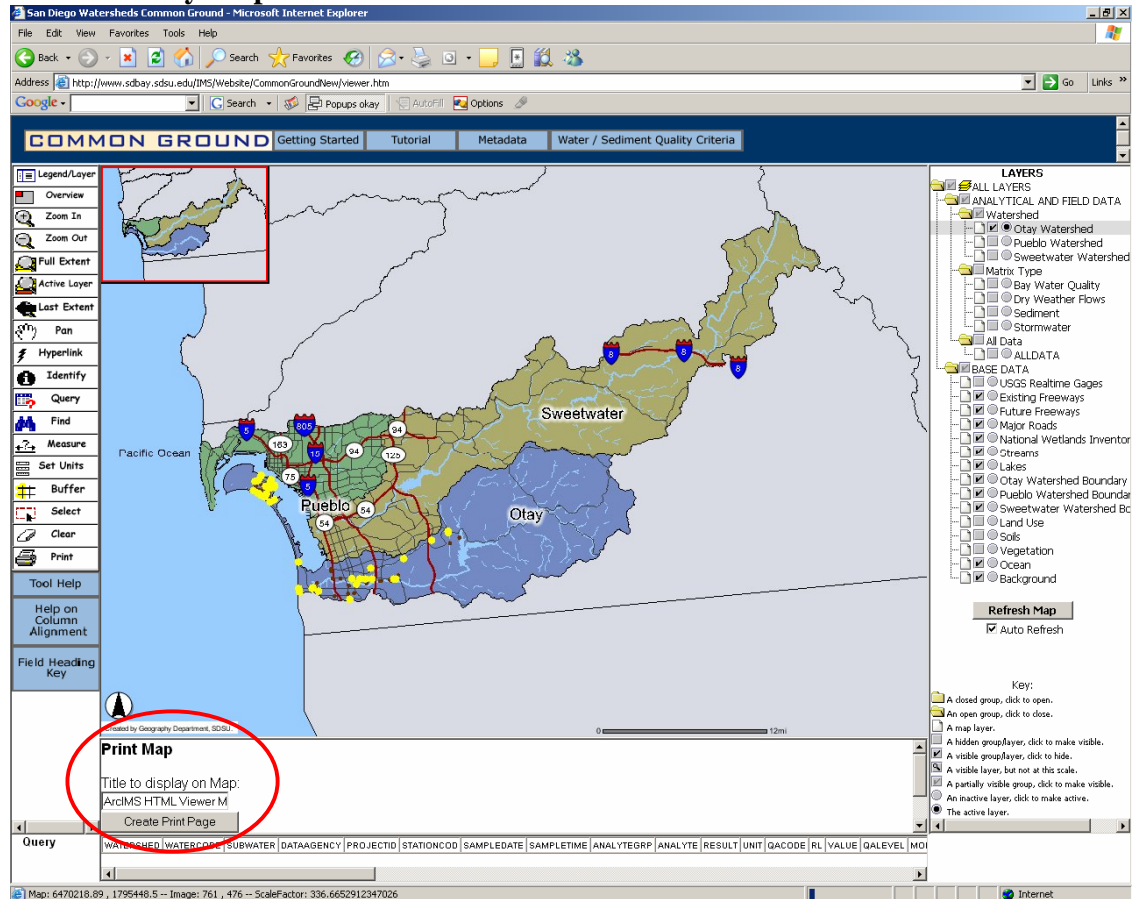 San Diego Watersheds Common Ground - Microsoft Internet Explorer
File Edit View Favorites Tools Help
Back Search Favorites
Address http://www.sdbay.sdsu.edu/IMS/Website/CommonGroundNew/viewer.htm Go Links »
Google Search Popups okay AutoFill Options
COMMON GROUND Getting Started Tutorial Metadata Water / Sediment Quality Criteria
Legend/Layer
Overview
Zoom In
Zoom Out
Full Extent
Active Layer
Last Extent
Pan
Hyperlink
Identify
Query
Find
Measure
Set Units
Buffer
Select
Clear
Print
Tool Help
Help on
Column
Alignment
Field Heading
Key
8
8
8
Sweetwater
5
805
163
94
15
94
125
Pacific Ocean
75
5
Pueblo
54
54
Otay
Created by Geography Department, SDSU.
0 12mi
LAYERS
ALL LAYERS
ANALYTICAL AND FIELD DATA
Watershed
Otay Watershed
Pueblo Watershed
Sweetwater Watershed
Matrix Type
Bay Water Quality
Dry Weather Flows
Sediment
Stormwater
All Data
ALLDATA
BASE DATA
USGS Realtime Gages
Existing Freeways
Future Freeways
Major Roads
National Wetlands Inventor
Streams
Lakes
Otay Watershed Boundary
Pueblo Watershed Boundar
Sweetwater Watershed Bo
Land Use
Soils
Vegetation
Ocean
Background
Refresh Map
Auto Refresh
Key:
A closed group, click to open.
An open group, click to close.
A map layer.
A hidden group/layer, click to make visible.
A visible group/layer, click to hide.
A visible layer, but not at this scale.
A partially visible group, click to make visible.
An inactive layer, click to make active.
The active layer.
Print Map
Title to display on Map:
ArcIMS HTML Viewer M
Create Print Page
Query
WATERSHED WATERCODE SUBWATER DATAAGENCY PROJECTID STATIONCOD SAMPLEDATE SAMPLETIME ANALYTEGRP ANALYTE RESULT UNIT QACODE RL VALUE QALEVEL MOI
Map: 6470218.89 , 1795448.5 -- Image: 761 , 476 -- ScaleFactor: 336.6652912347026 Internet